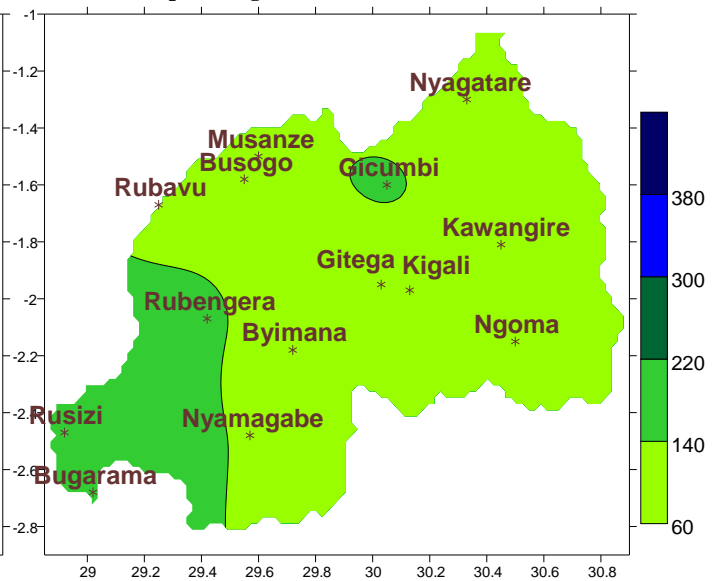 -1
-1.2
Nyagatare
-1.4
Musanze
Busogo
Gicumbi
-1.6
Rubavu
380
-1.8
Kawangire
Gitega Kigali
300
-2
Rubengera
Byimana
Ngoma
-2.2
220
-2.4
Rusizi
Nyamagabe
140
-2.6
Bugarama
-2.8
60
29 29.2 29.4 29.6 29.8 30 30.2 30.4 30.6 30.8